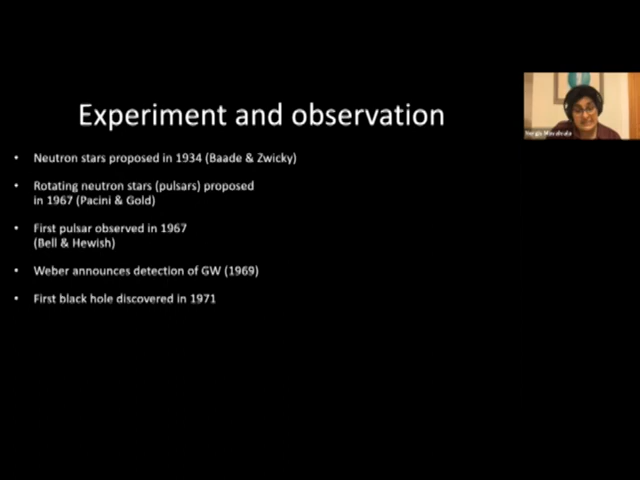 Experiment and observation
• Neutron stars proposed in 1934 (Baade & Zwicky)
• Rotating neutron stars (pulsars) proposed
in 1967 (Pacini & Gold)
• First pulsar observed in 1967
(Bell & Hewish)
• Weber announces detection of GW (1969)
• First black hole discovered in 1971